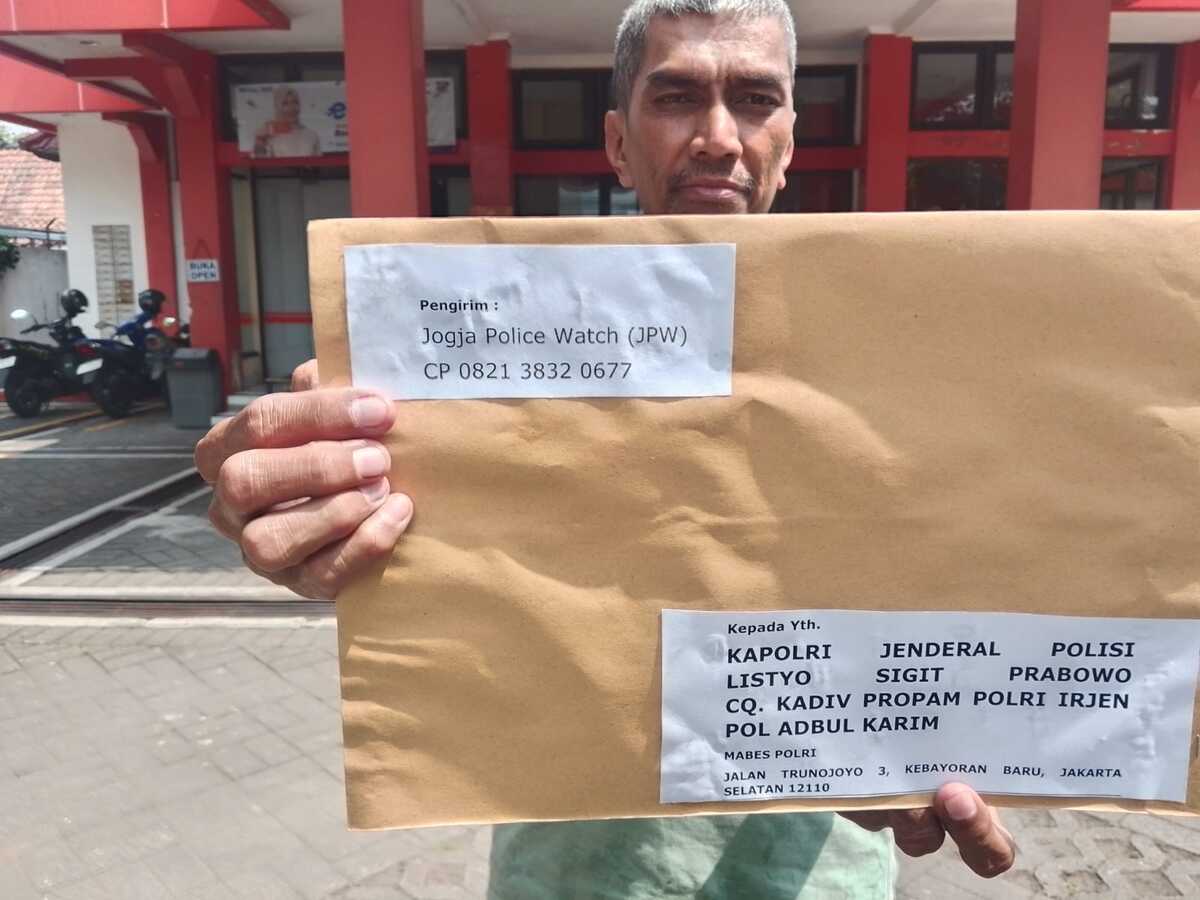 BUKA
OPEN
Pengirim :
Jogja Police Watch (JPW)
CP 0821 3832 0677
Kepada Yth.
KAPOLRI JENDERAL POLISI
LISTYO SIGIT PRABOWO
CQ. KADIV PROPAM POLRI IRJEN
POL ADBUL KARIM
MABES POLRI
JALAN TRUNOJOYO 3, KEBAYORAN BARU, JAKARTA
SELATAN 12110